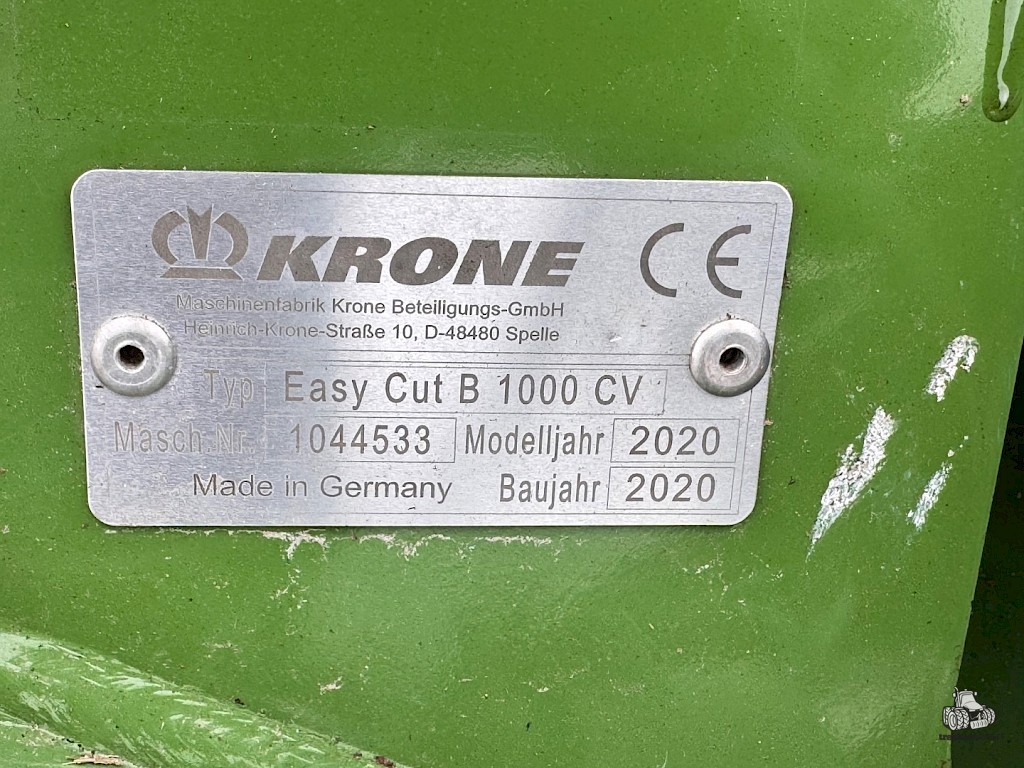 KRONE CE
Maschinenfabrik Krone Beteiligungs-GmbH
Heinrich-Krone-Straße 10, D-48480 Spelle
Typ Easy Cut B 1000 CV
Masch.Nr. 1044533 Modelljahr 2020
Made in Germany Baujahr 2020